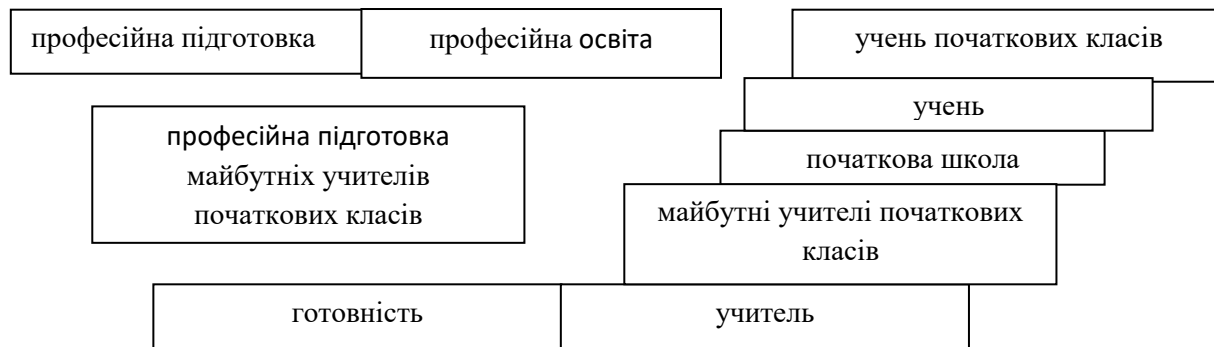 професійна підготовка
професійна освіта
учень початкових класів
учень
професійна підготовка
майбутніх учителів
початкових класів
початкова школа
майбутні учителі початкових
класів
готовність
учитель